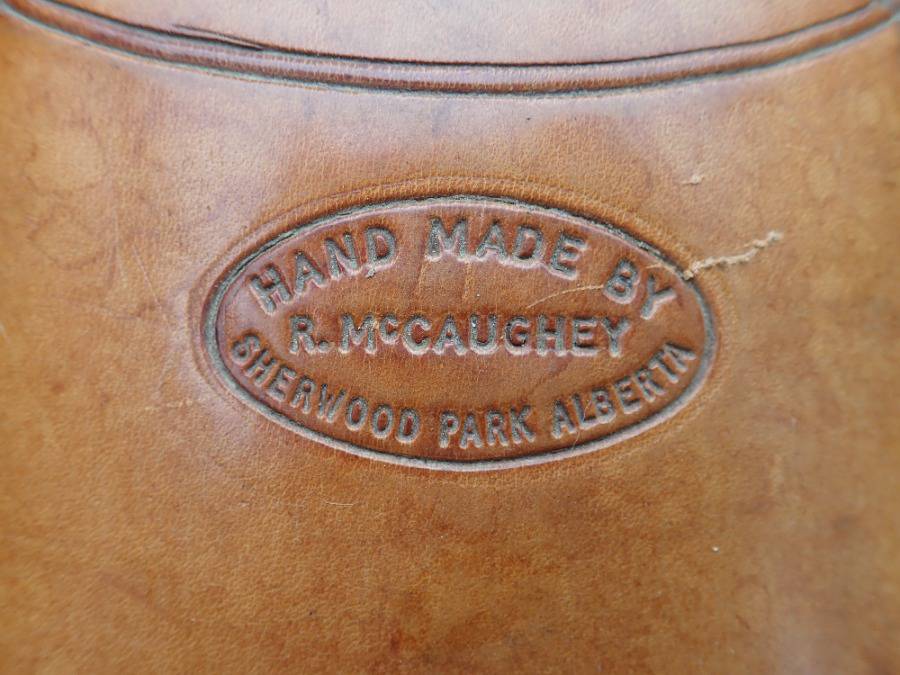 HAND MADE BY
R. McCAUGHEY
SHERWOOD PARK ALBERTA